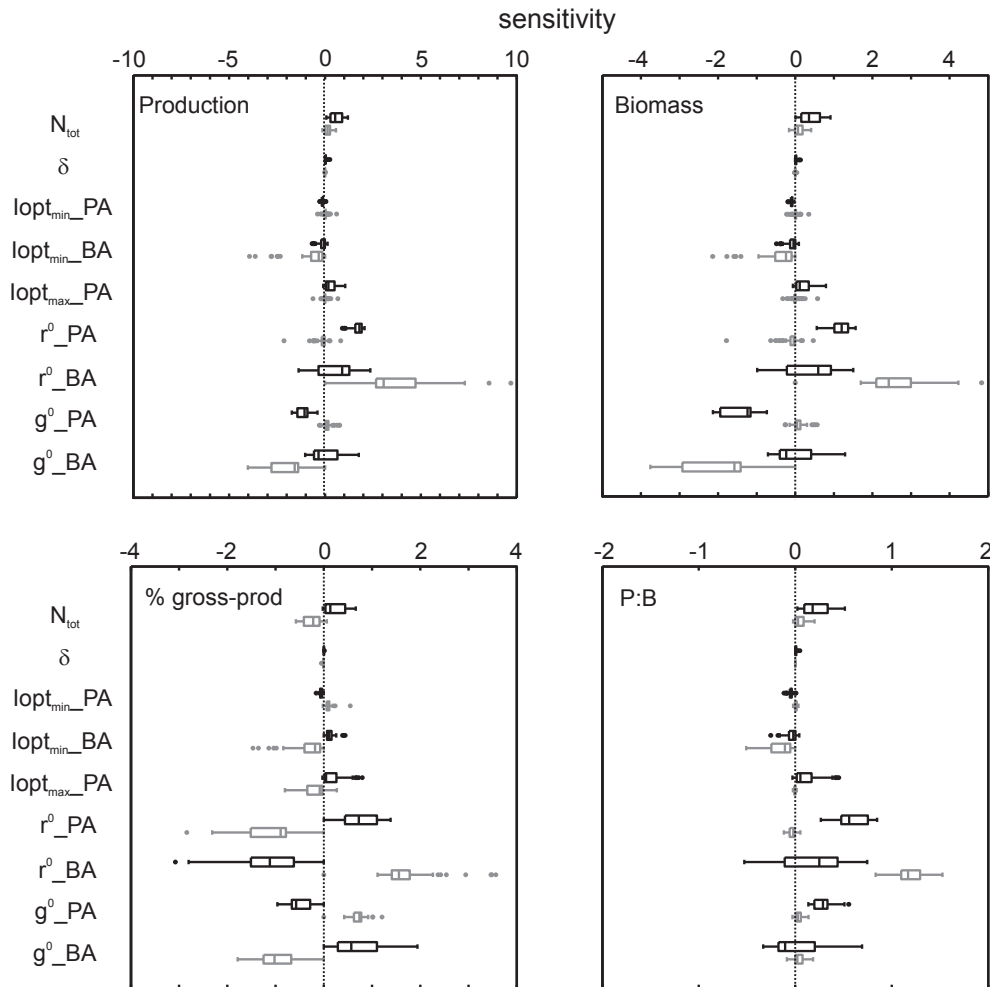 sensitivity
-10 -5 0 5 10
-4 -2 0 2 4
Production
Biomass
N_tot
δ
Iopt_min_PA
Iopt_min_BA
Iopt_max_PA
r⁰_PA
r⁰_BA
g⁰_PA
g⁰_BA
-4 -2 0 2 4
-2 -1 0 1 2
% gross-prod
P:B
N_tot
δ
Iopt_min_PA
Iopt_min_BA
Iopt_max_PA
r⁰_PA
r⁰_BA
g⁰_PA
g⁰_BA